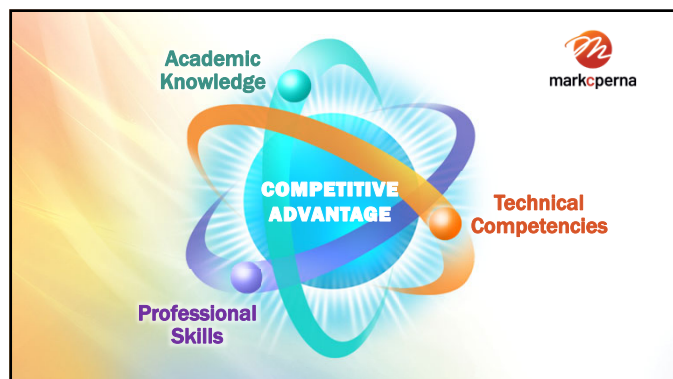 Academic
Knowledge
markcperna
COMPETITIVE
ADVANTAGE
Technical
Competencies
Professional
Skills